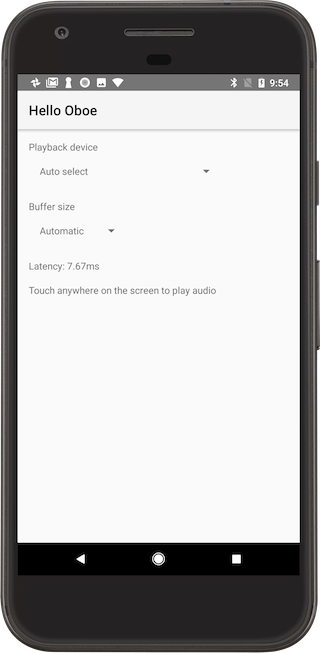 9:54
Hello Oboe
Playback device
Auto select
Buffer size
Automatic
Latency: 7.67ms
Touch anywhere on the screen to play audio